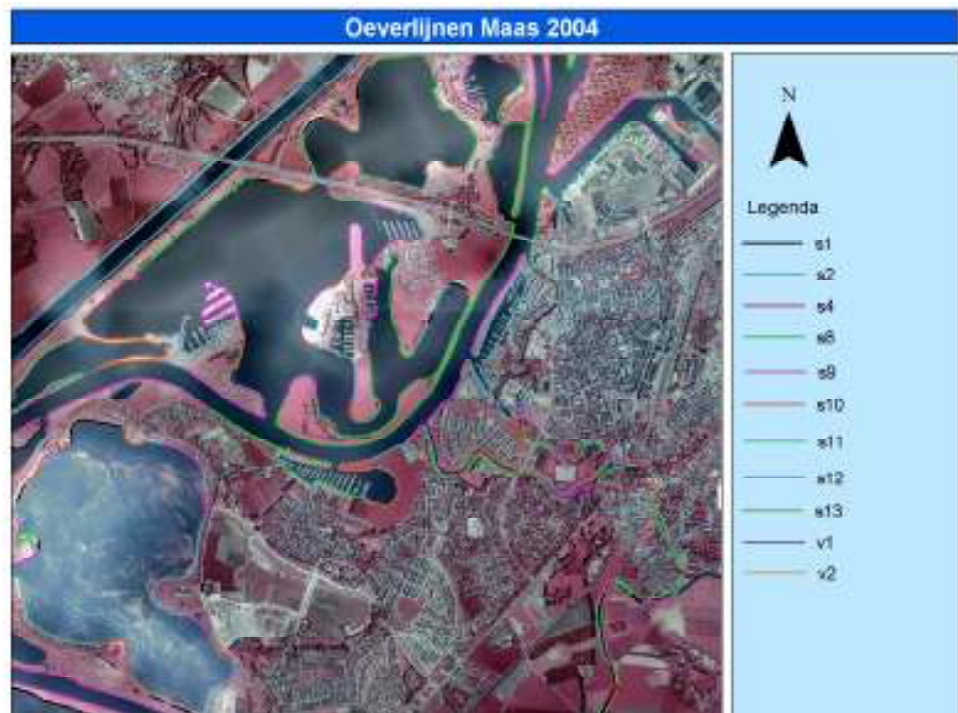 Oeverlijnen Maas 2004
N
Legenda
s1
s2
s4
s8
s9
s10
s11
s12
s13
v1
v2